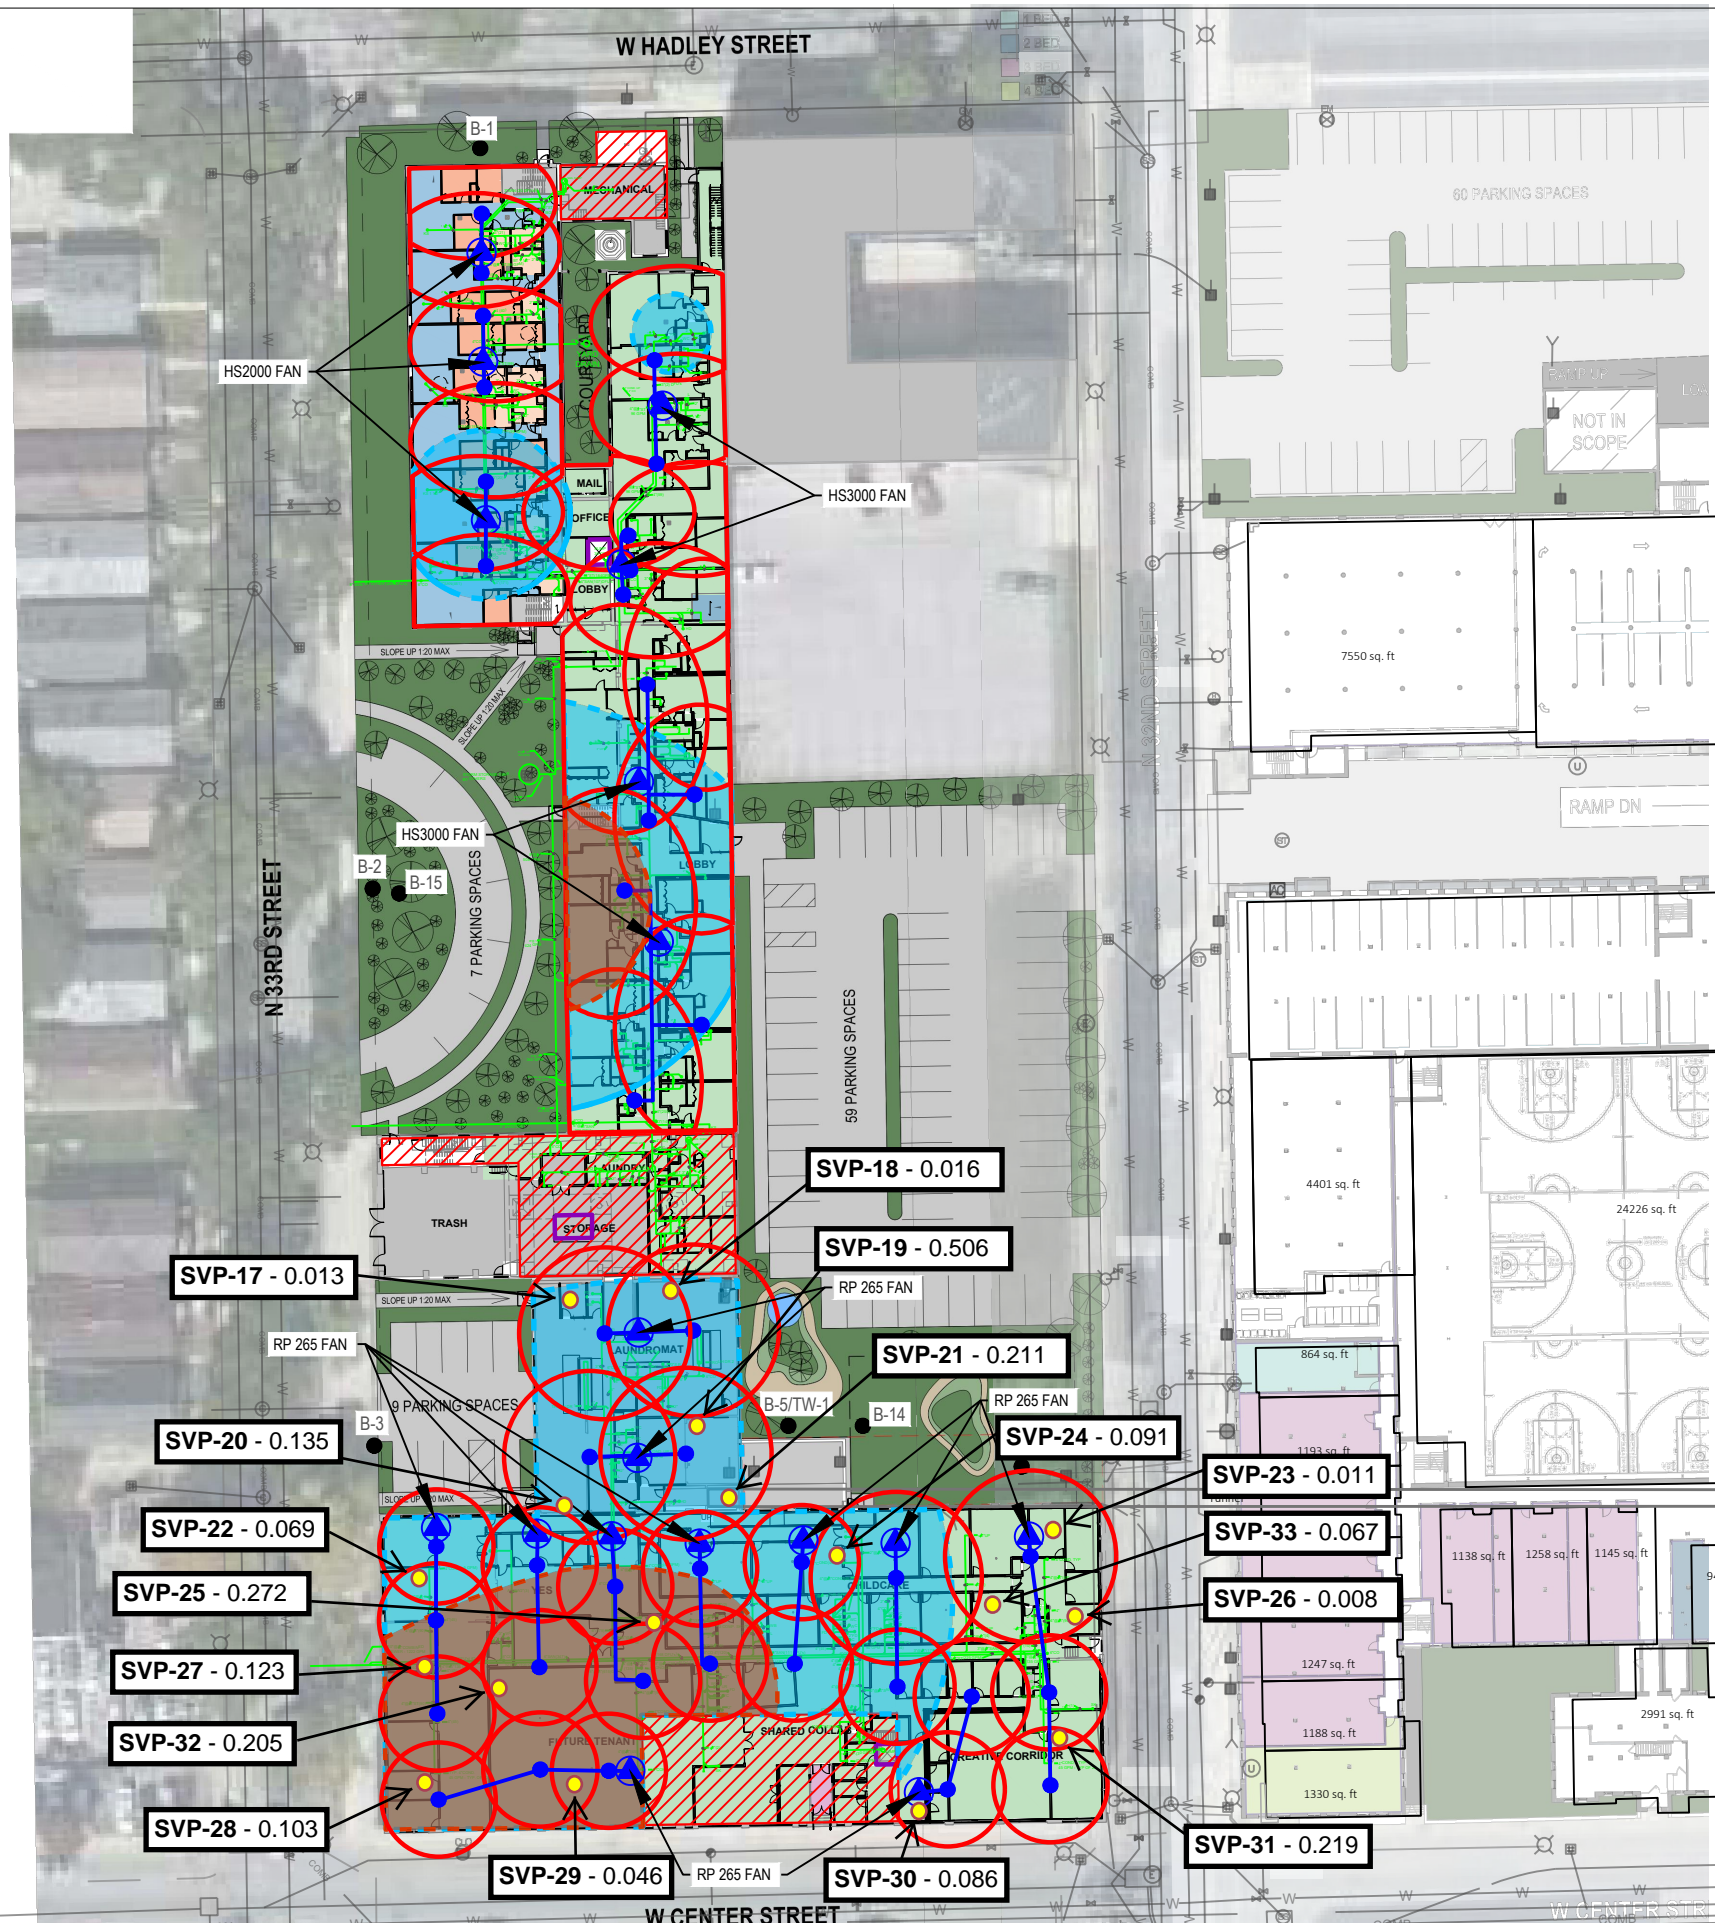 W HADLEY STREET
1 BED
2 BED
3 BED
4 BED
B-1
MECHANICAL
60 PARKING SPACES
COURTYARD
HS2000 FAN
RAMP UP
NOT IN
SCOPE
MAIL
HS3000 FAN
OFFICE
LOBBY
SLOPE UP 1:20 MAX
SLOPE UP 1:20 MAX
N 32ND STREET
7550 sq. ft
RAMP DN
HS3000 FAN
LOBBY
B-2
B-15
7 PARKING SPACES
N 33RD STREET
59 PARKING SPACES
LAUNDRY
SVP-18 - 0.016
4401 sq. ft
24226 sq. ft
TRASH
STORAGE
SVP-19 - 0.506
SVP-17 - 0.013
RP 265 FAN
SLOPE UP 1:20 MAX
RP 265 FAN
LAUNDROMAT
SVP-21 - 0.211
864 sq. ft
9 PARKING SPACES
B-3
B-5/TW-1
B-14
RP 265 FAN
SVP-20 - 0.135
SVP-24 - 0.091
1193 sq. ft
SVP-23 - 0.011
SLOPE UP 1:20 MAX
Tunnel
UP
SVP-22 - 0.069
SVP-33 - 0.067
1138 sq. ft
1258 sq. ft
1145 sq. ft
YES
CHILDCARE
SVP-25 - 0.272
SVP-26 - 0.008
SVP-27 - 0.123
1247 sq. ft
SVP-32 - 0.205
FUTURE TENANT
SHARED COLLAB
1188 sq. ft
2991 sq. ft
CREATIVE CORRIDOR
1330 sq. ft
SVP-28 - 0.103
SVP-31 - 0.219
SVP-29 - 0.046
RP 265 FAN
SVP-30 - 0.086
W CENTER STREET
W CENTER STR